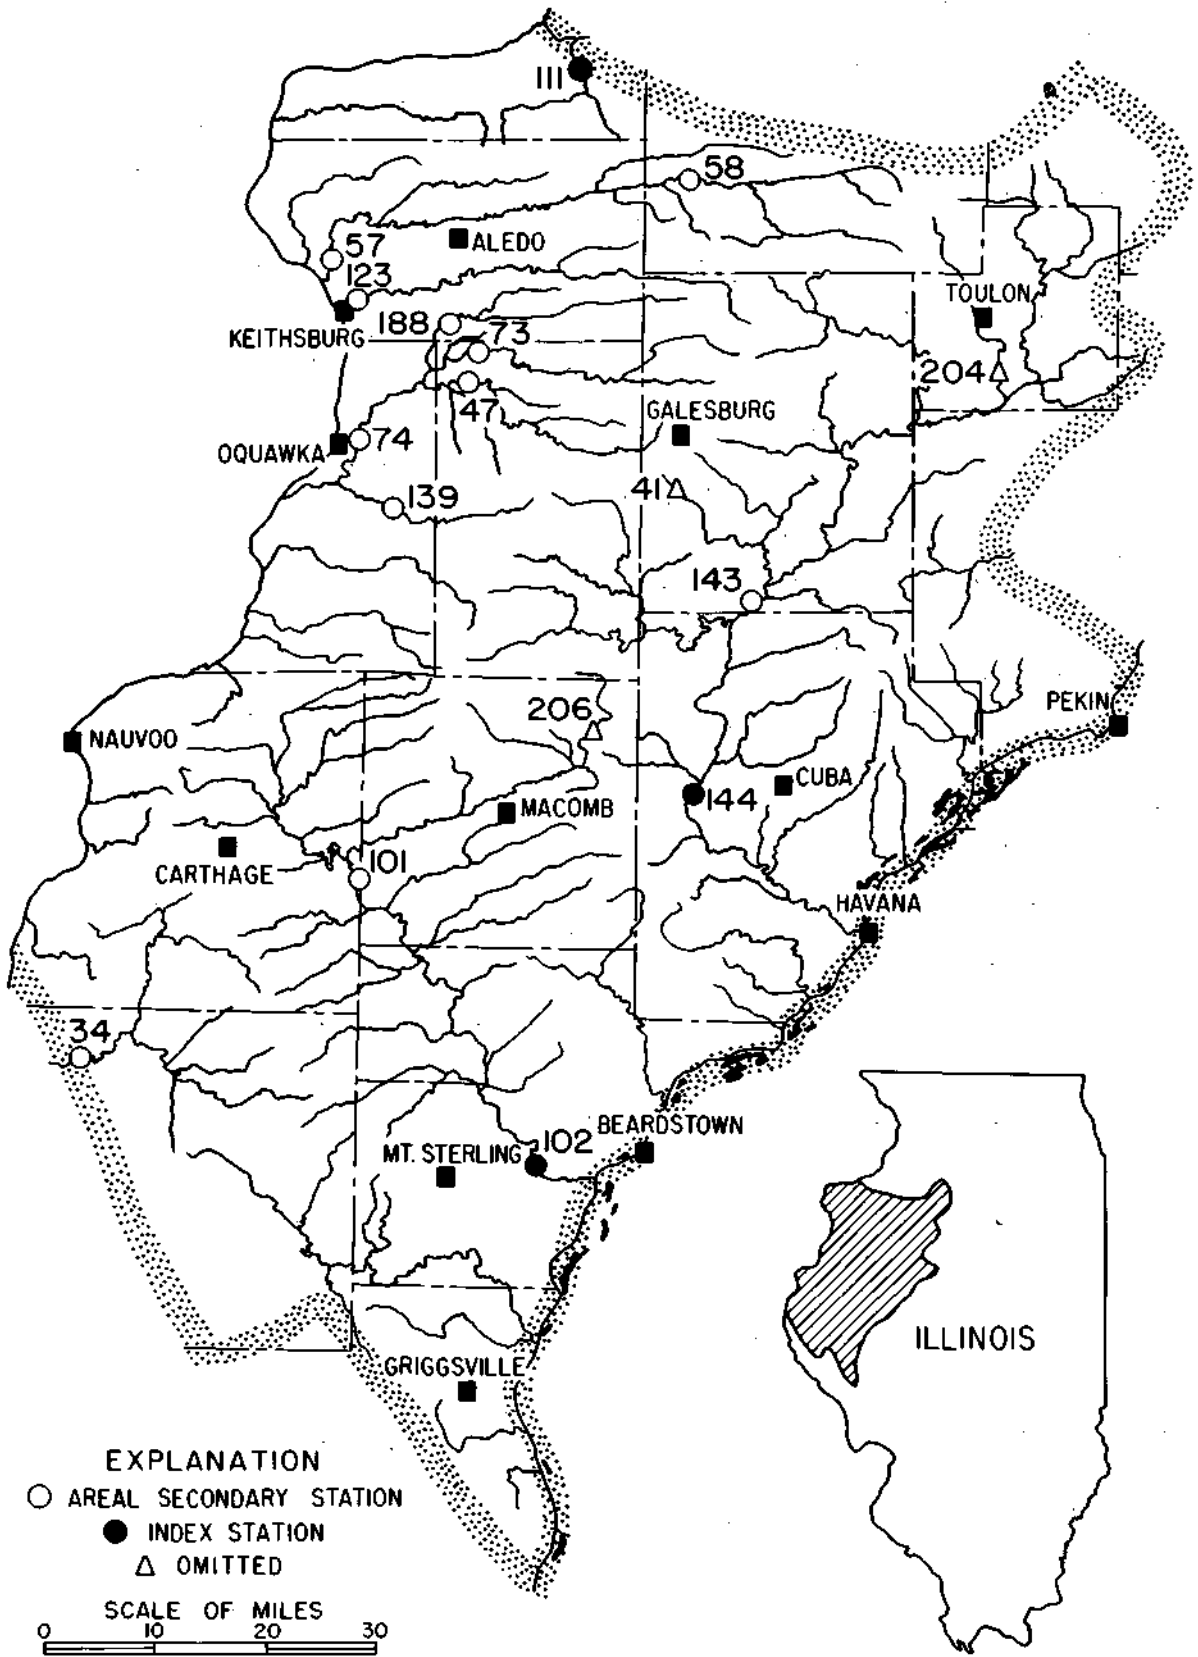 111
58
57
ALEDO
123
TOULON
KEITHSBURG
188
73
204
47
GALESBURG
OQUAWKA
74
41
139
143
PEKIN
206
NAUVOO
CUBA
144
MACOMB
CARTHAGE
101
HAVANA
34
BEARDSTOWN
MT. STERLING
102
ILLINOIS
GRIGGSVILLE
EXPLANATION
AREAL SECONDARY STATION
INDEX STATION
OMITTED
SCALE OF MILES
0 10 20 30